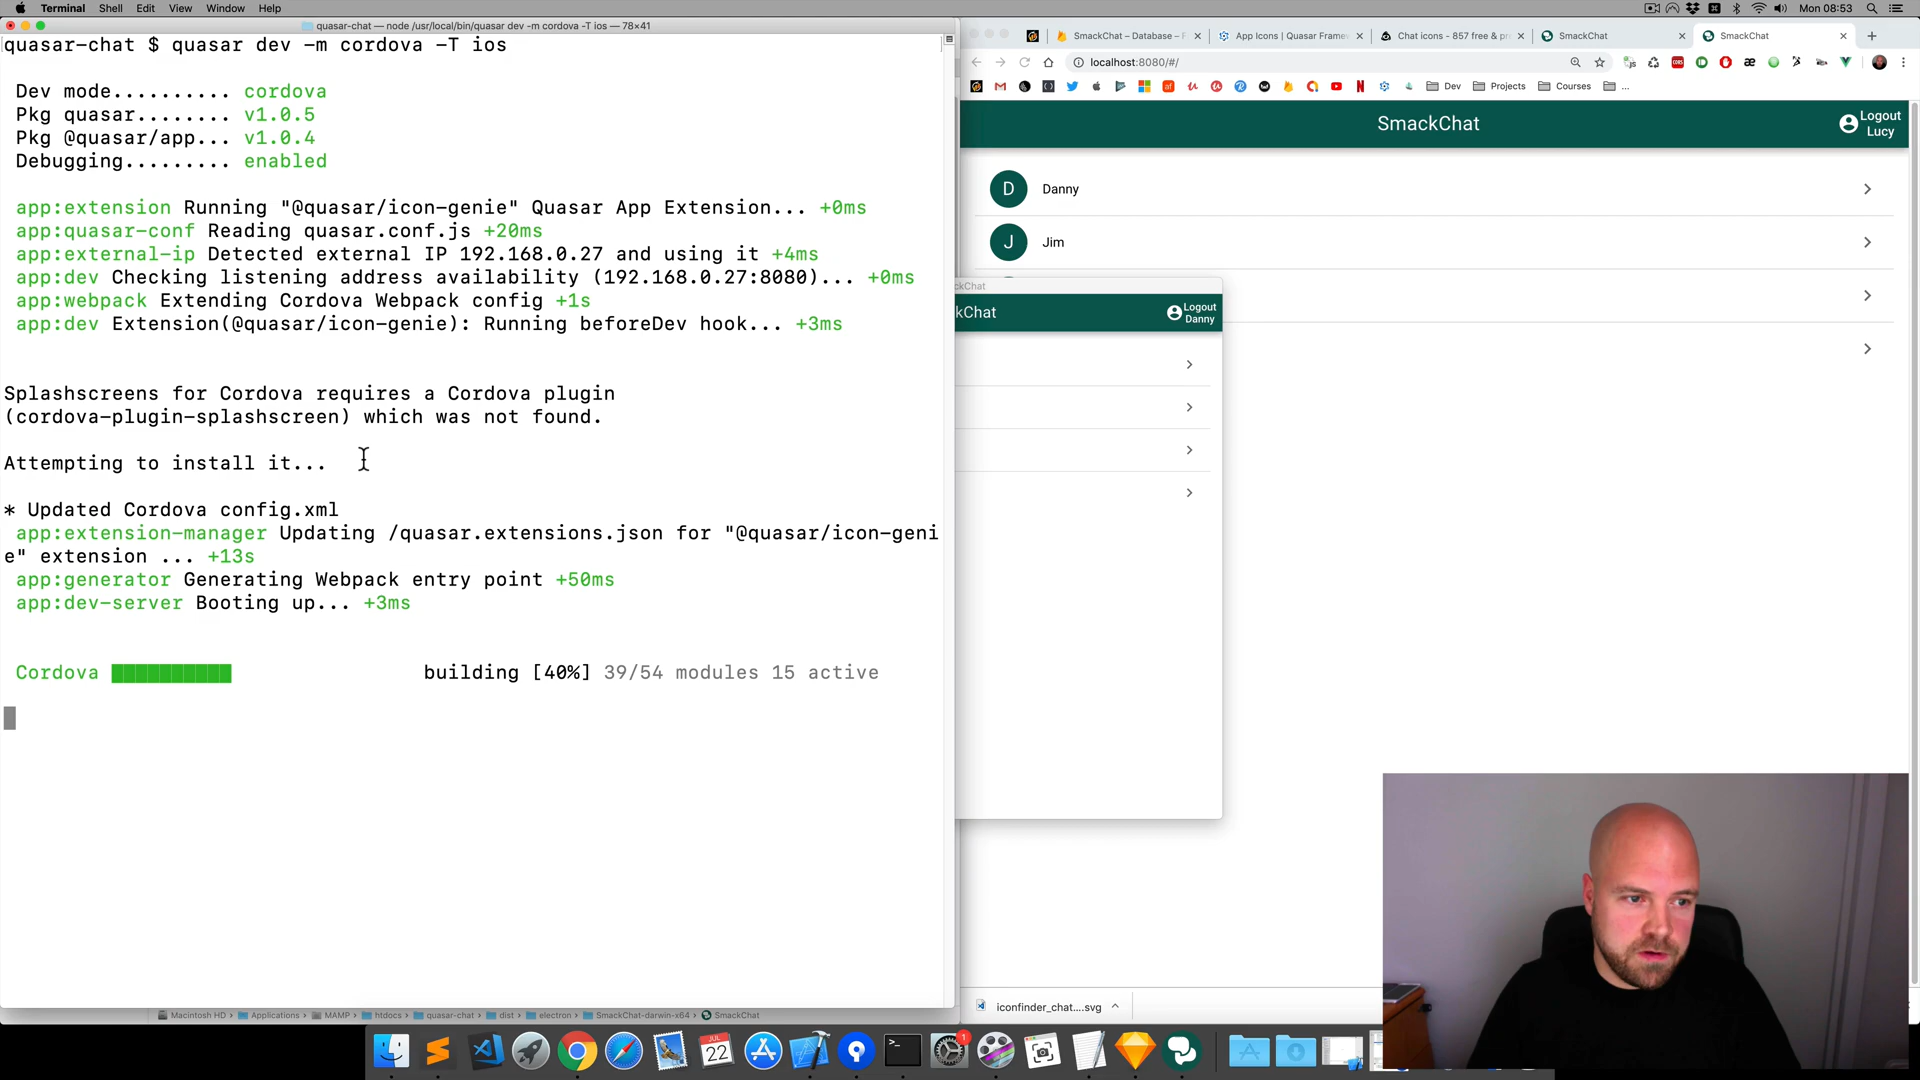 Terminal Shell Edit View Window Help
Mon 08:53
quasar-chat — node /usr/local/bin/quasar dev -m cordova -T ios — 78×41
quasar-chat $ quasar dev -m cordova -T ios
Dev mode.......... cordova
Pkg quasar........ v1.0.5
Pkg @quasar/app... v1.0.4
Debugging......... enabled
app:extension Running "@quasar/icon-genie" Quasar App Extension... +0ms
app:quasar-conf Reading quasar.conf.js +20ms
app:external-ip Detected external IP 192.168.0.27 and using it +4ms
app:dev Checking listening address availability (192.168.0.27:8080)... +0ms
app:webpack Extending Cordova Webpack config +1s
app:dev Extension(@quasar/icon-genie): Running beforeDev hook... +3ms
Splashscreens for Cordova requires a Cordova plugin
(cordova-plugin-splashscreen) which was not found.
Attempting to install it...
* Updated Cordova config.xml
app:extension-manager Updating /quasar.extensions.json for "@quasar/icon-geni
e" extension ... +13s
app:generator Generating Webpack entry point +50ms
app:dev-server Booting up... +3ms
Cordova building [40%] 39/54 modules 15 active
SmackChat – Database – F
App Icons | Quasar Frame
Chat icons - 857 free & pr
SmackChat
SmackChat
localhost:8080/#/
Dev
Projects
Courses
...
SmackChat
Logout
Lucy
D Danny
J Jim
ackChat
kChat
Logout
Danny
iconfinder_chat....svg
Macintosh HD › Applications › MAMP › htdocs › quasar-chat › dist › electron › SmackChat-darwin-x64 › SmackChat
JUL
22
1